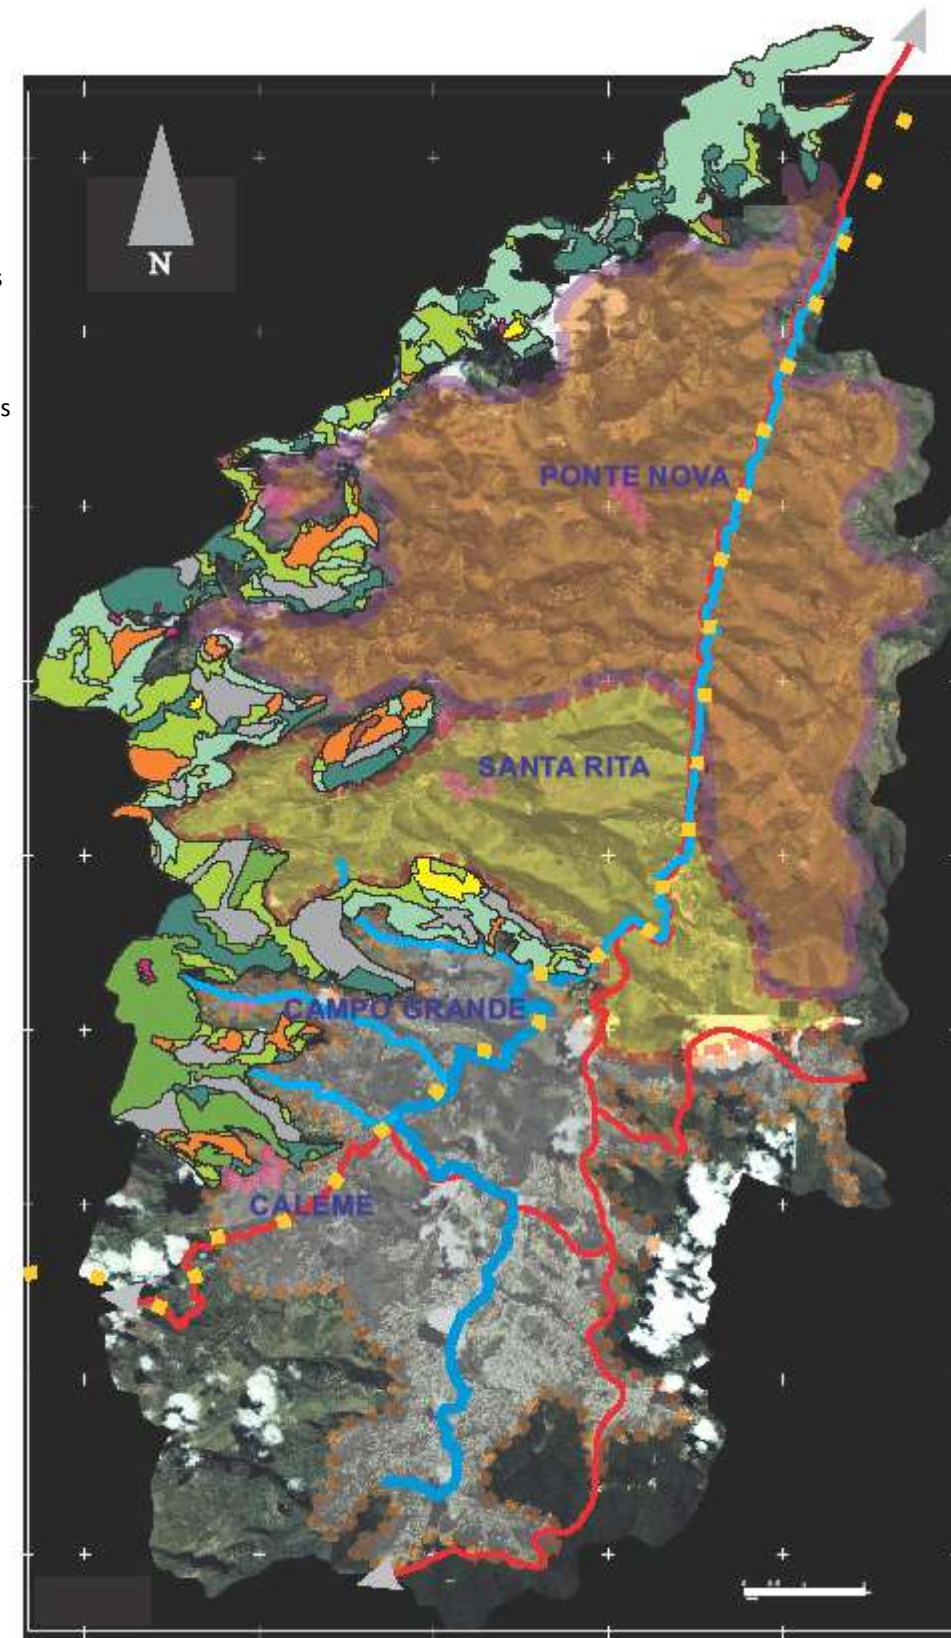 N
s
s
PONTE NOVA
SANTA RITA
CAMPO GRANDE
CALEME